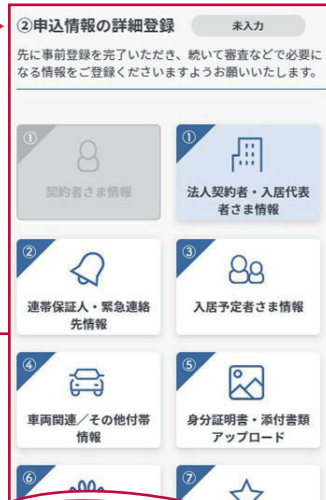 ②申込情報の詳細登録 未入力
先に事前登録を完了いただき、続いて審査などで必要に
なる情報をご登録くださいますようお願いいたします。
①
契約者さま情報
①
法人契約者・入居代表
者さま情報
②
連帯保証人・緊急連絡
先情報
③
入居予定者さま情報
④
車両関連／その他付帯
情報
⑤
身分証明書・添付書類
アップロード
⑥
⑦